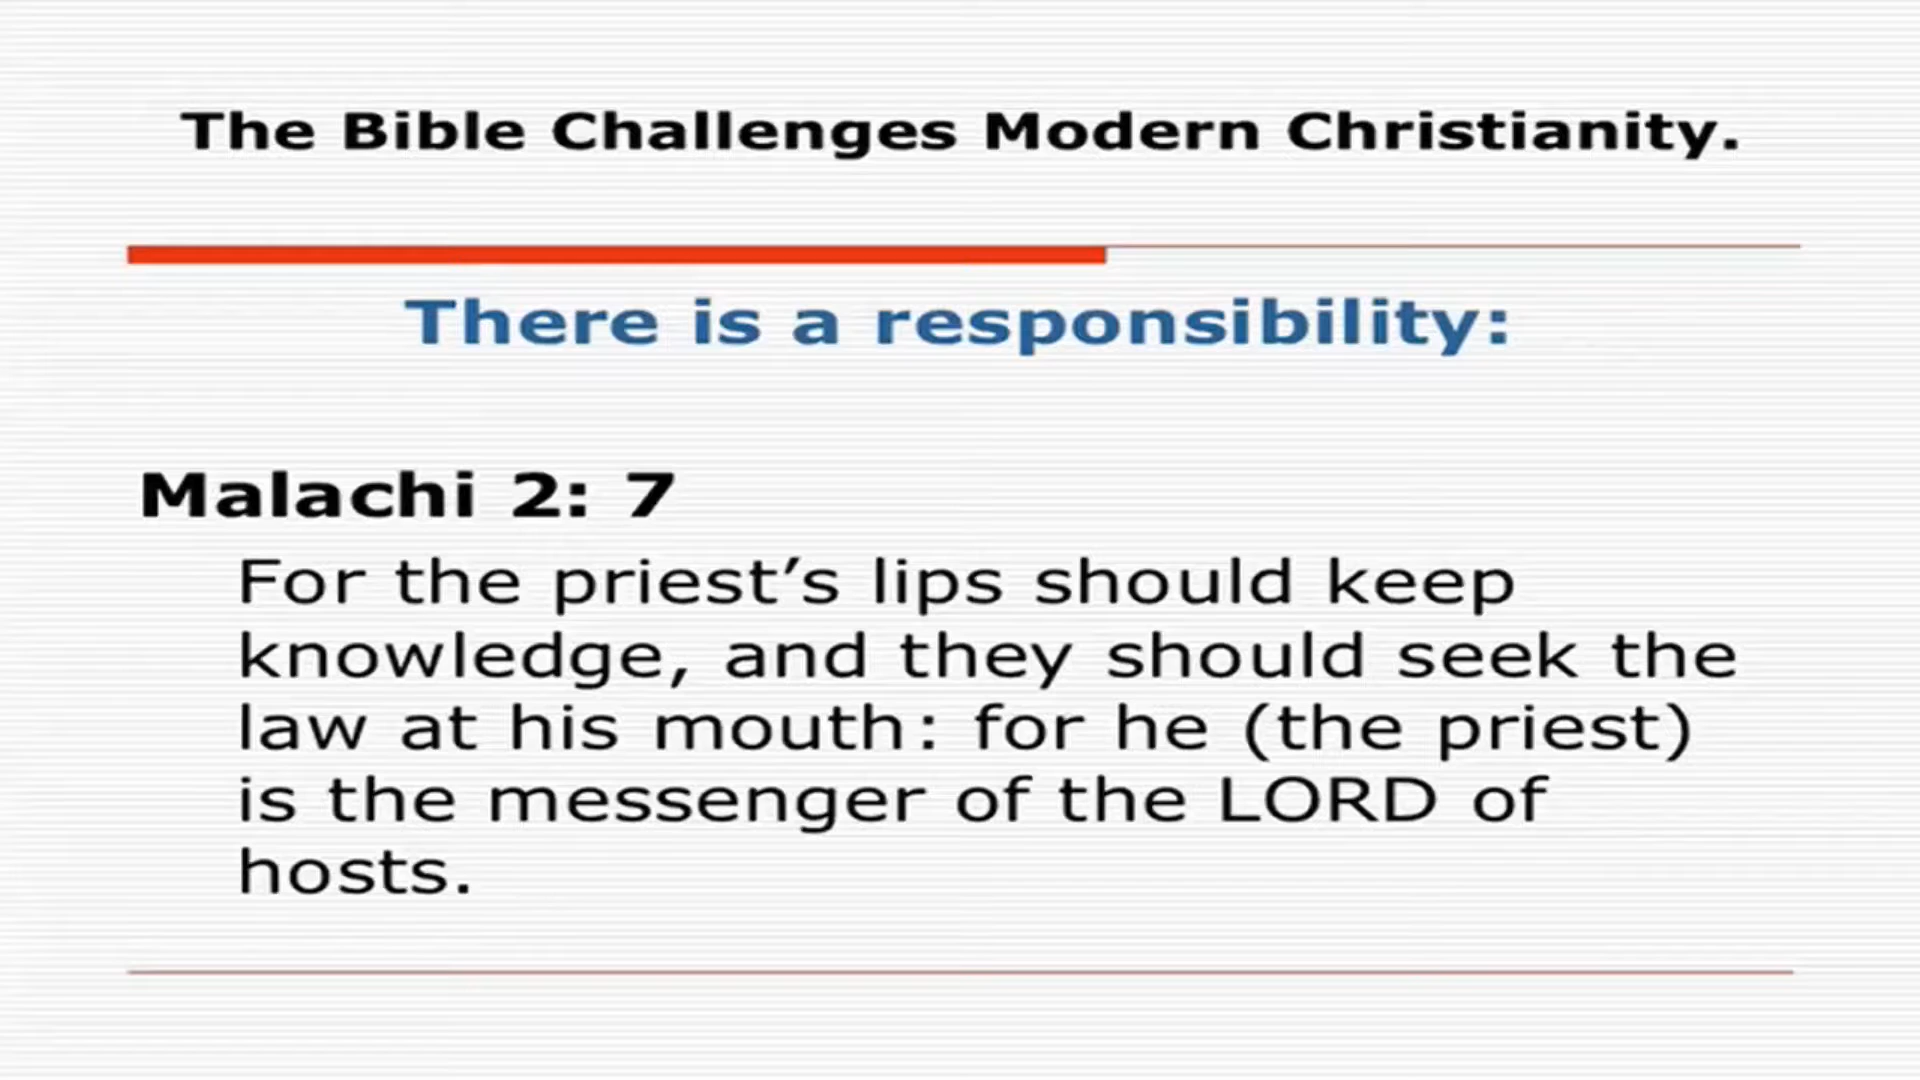 The Bible Challenges Modern Christianity.
There is a responsibility:
Malachi 2: 7
For the priest’s lips should keep
knowledge, and they should seek the
law at his mouth: for he (the priest)
is the messenger of the LORD of
hosts.